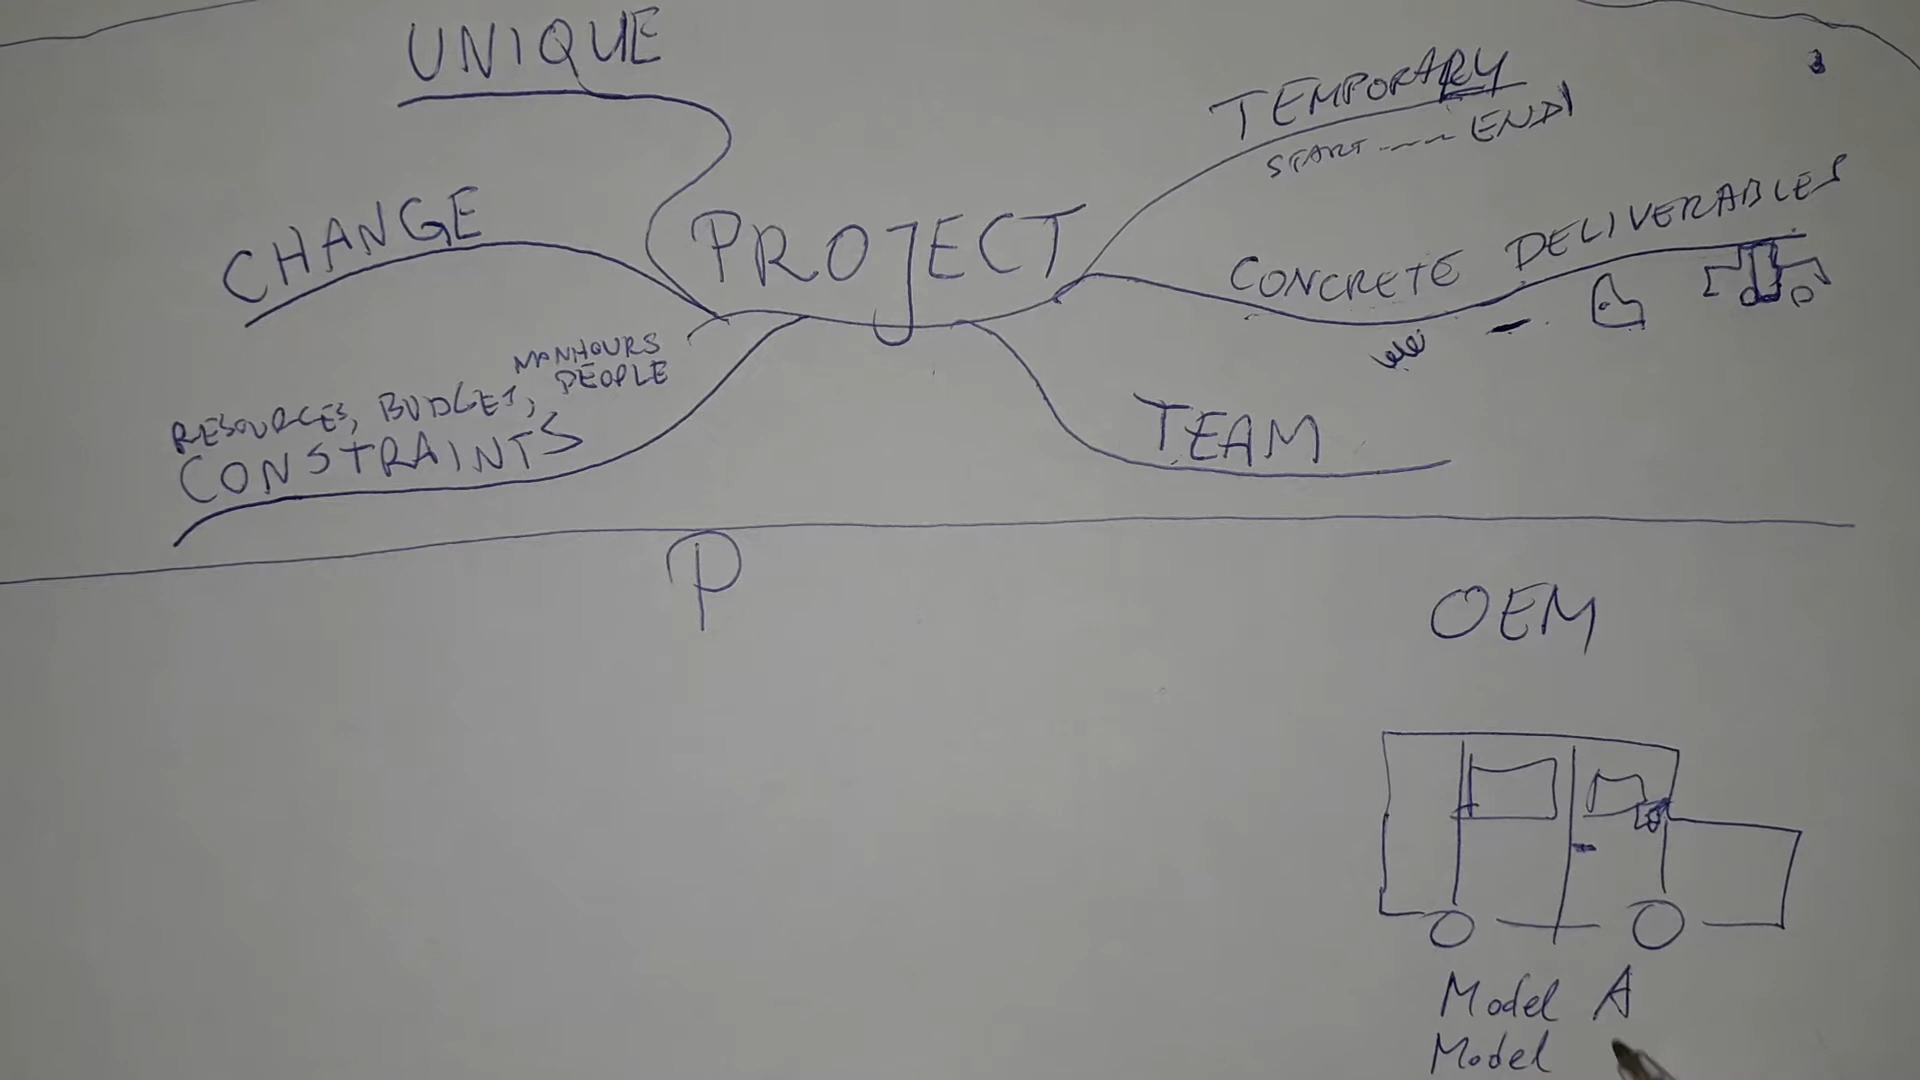 UNIQUE
TEMPORARY
START ---- END
CHANGE
PROJECT
CONCRETE DELIVERABLES
MANHOURS
RESOURCES, BUDGET, PEOPLE
CONSTRAINTS
TEAM
P
OEM
Model A
Model